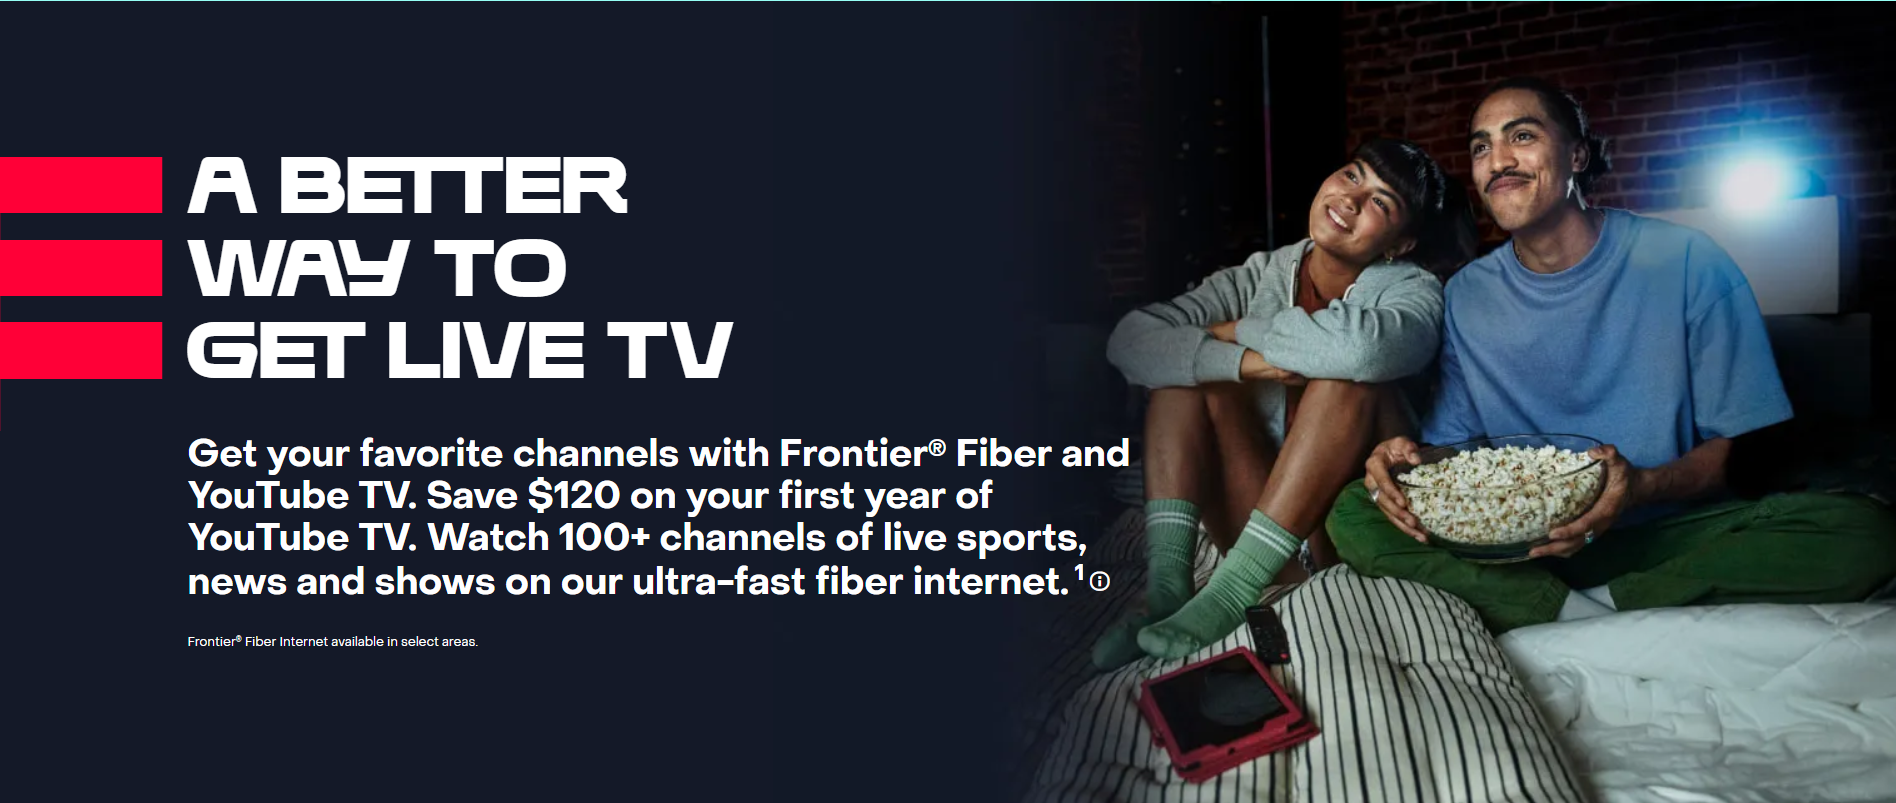 A BETTER
WAY TO
GET LIVE TV
Get your favorite channels with Frontier® Fiber and
YouTube TV. Save $120 on your first year of
YouTube TV. Watch 100+ channels of live sports,
news and shows on our ultra-fast fiber internet.¹ ⓘ
Frontier® Fiber Internet available in select areas.